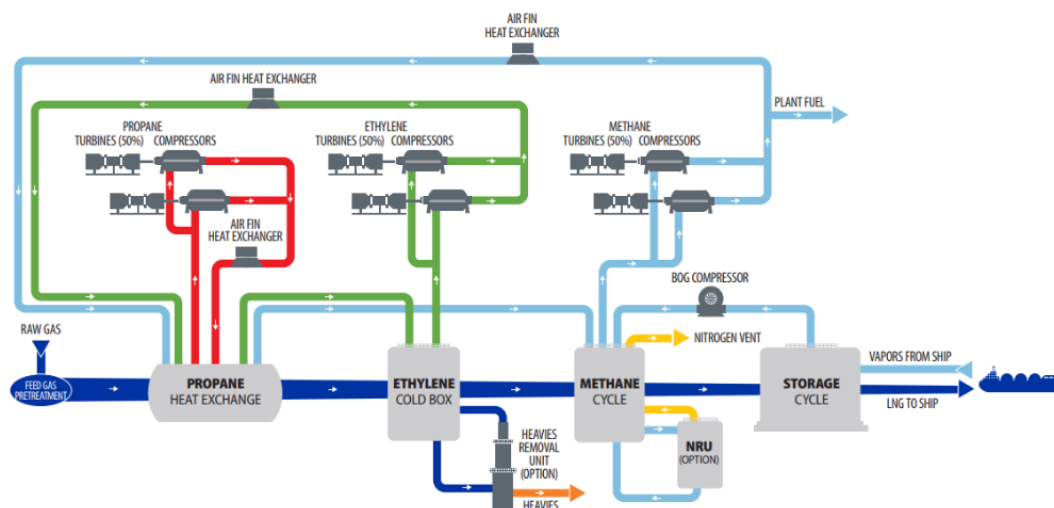 AIR FIN
HEAT EXCHANGER
AIR FIN HEAT EXCHANGER
PLANT FUEL
PROPANE
TURBINES (50%) COMPRESSORS
ETHYLENE
TURBINES (50%) COMPRESSORS
METHANE
TURBINES (50%) COMPRESSORS
AIR FIN
HEAT EXCHANGER
BOG COMPRESSOR
RAW GAS
NITROGEN VENT
VAPORS FROM SHIP
FEED GAS
PRETREATMENT
PROPANE
HEAT EXCHANGE
ETHYLENE
COLD BOX
METHANE
CYCLE
STORAGE
CYCLE
LNG TO SHIP
HEAVIES
REMOVAL
UNIT
(OPTION)
NRU
(OPTION)
HEAVIES